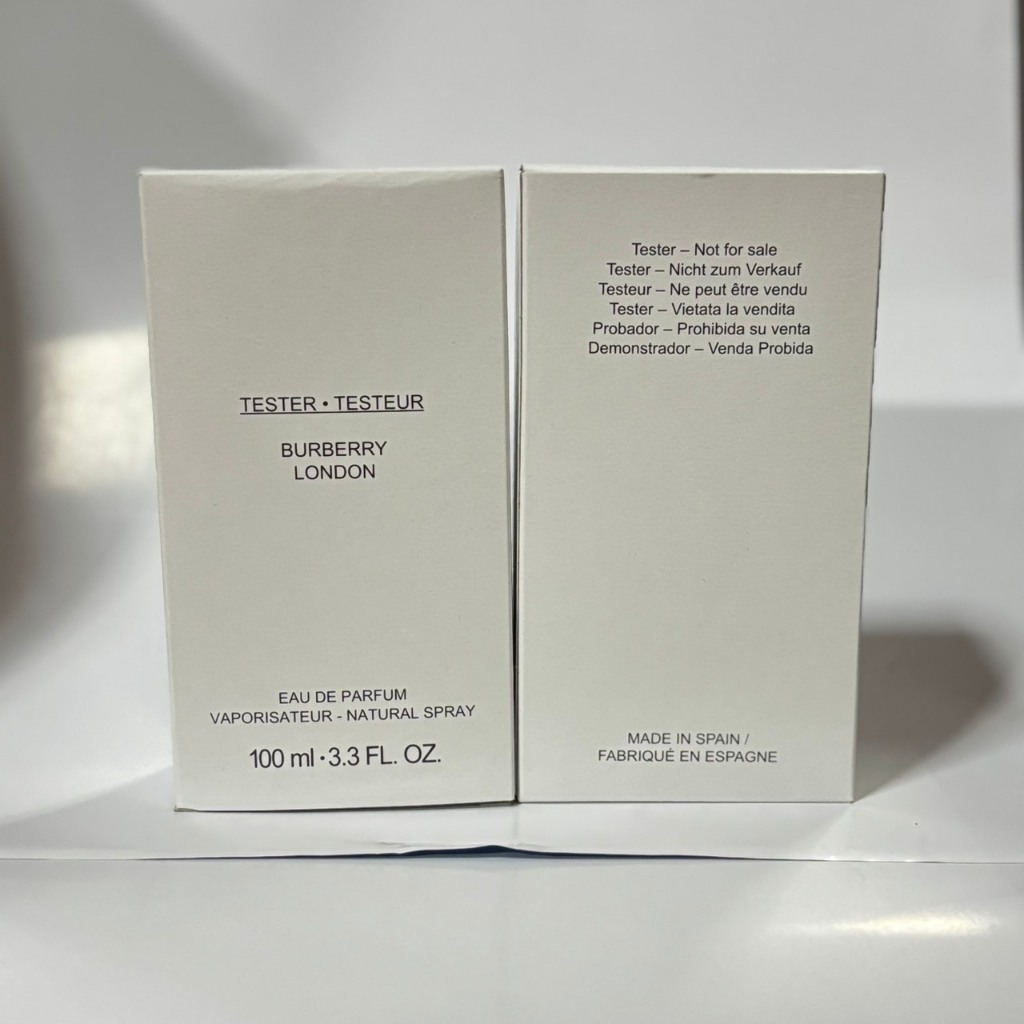 TESTER • TESTEUR
BURBERRY
LONDON
EAU DE PARFUM
VAPORISATEUR - NATURAL SPRAY
100 ml • 3.3 FL. OZ.
Tester – Not for sale
Tester – Nicht zum Verkauf
Testeur – Ne peut être vendu
Tester – Vietata la vendita
Probador – Prohibida su venta
Demonstrador – Venda Probida
MADE IN SPAIN /
FABRIQUÉ EN ESPAGNE